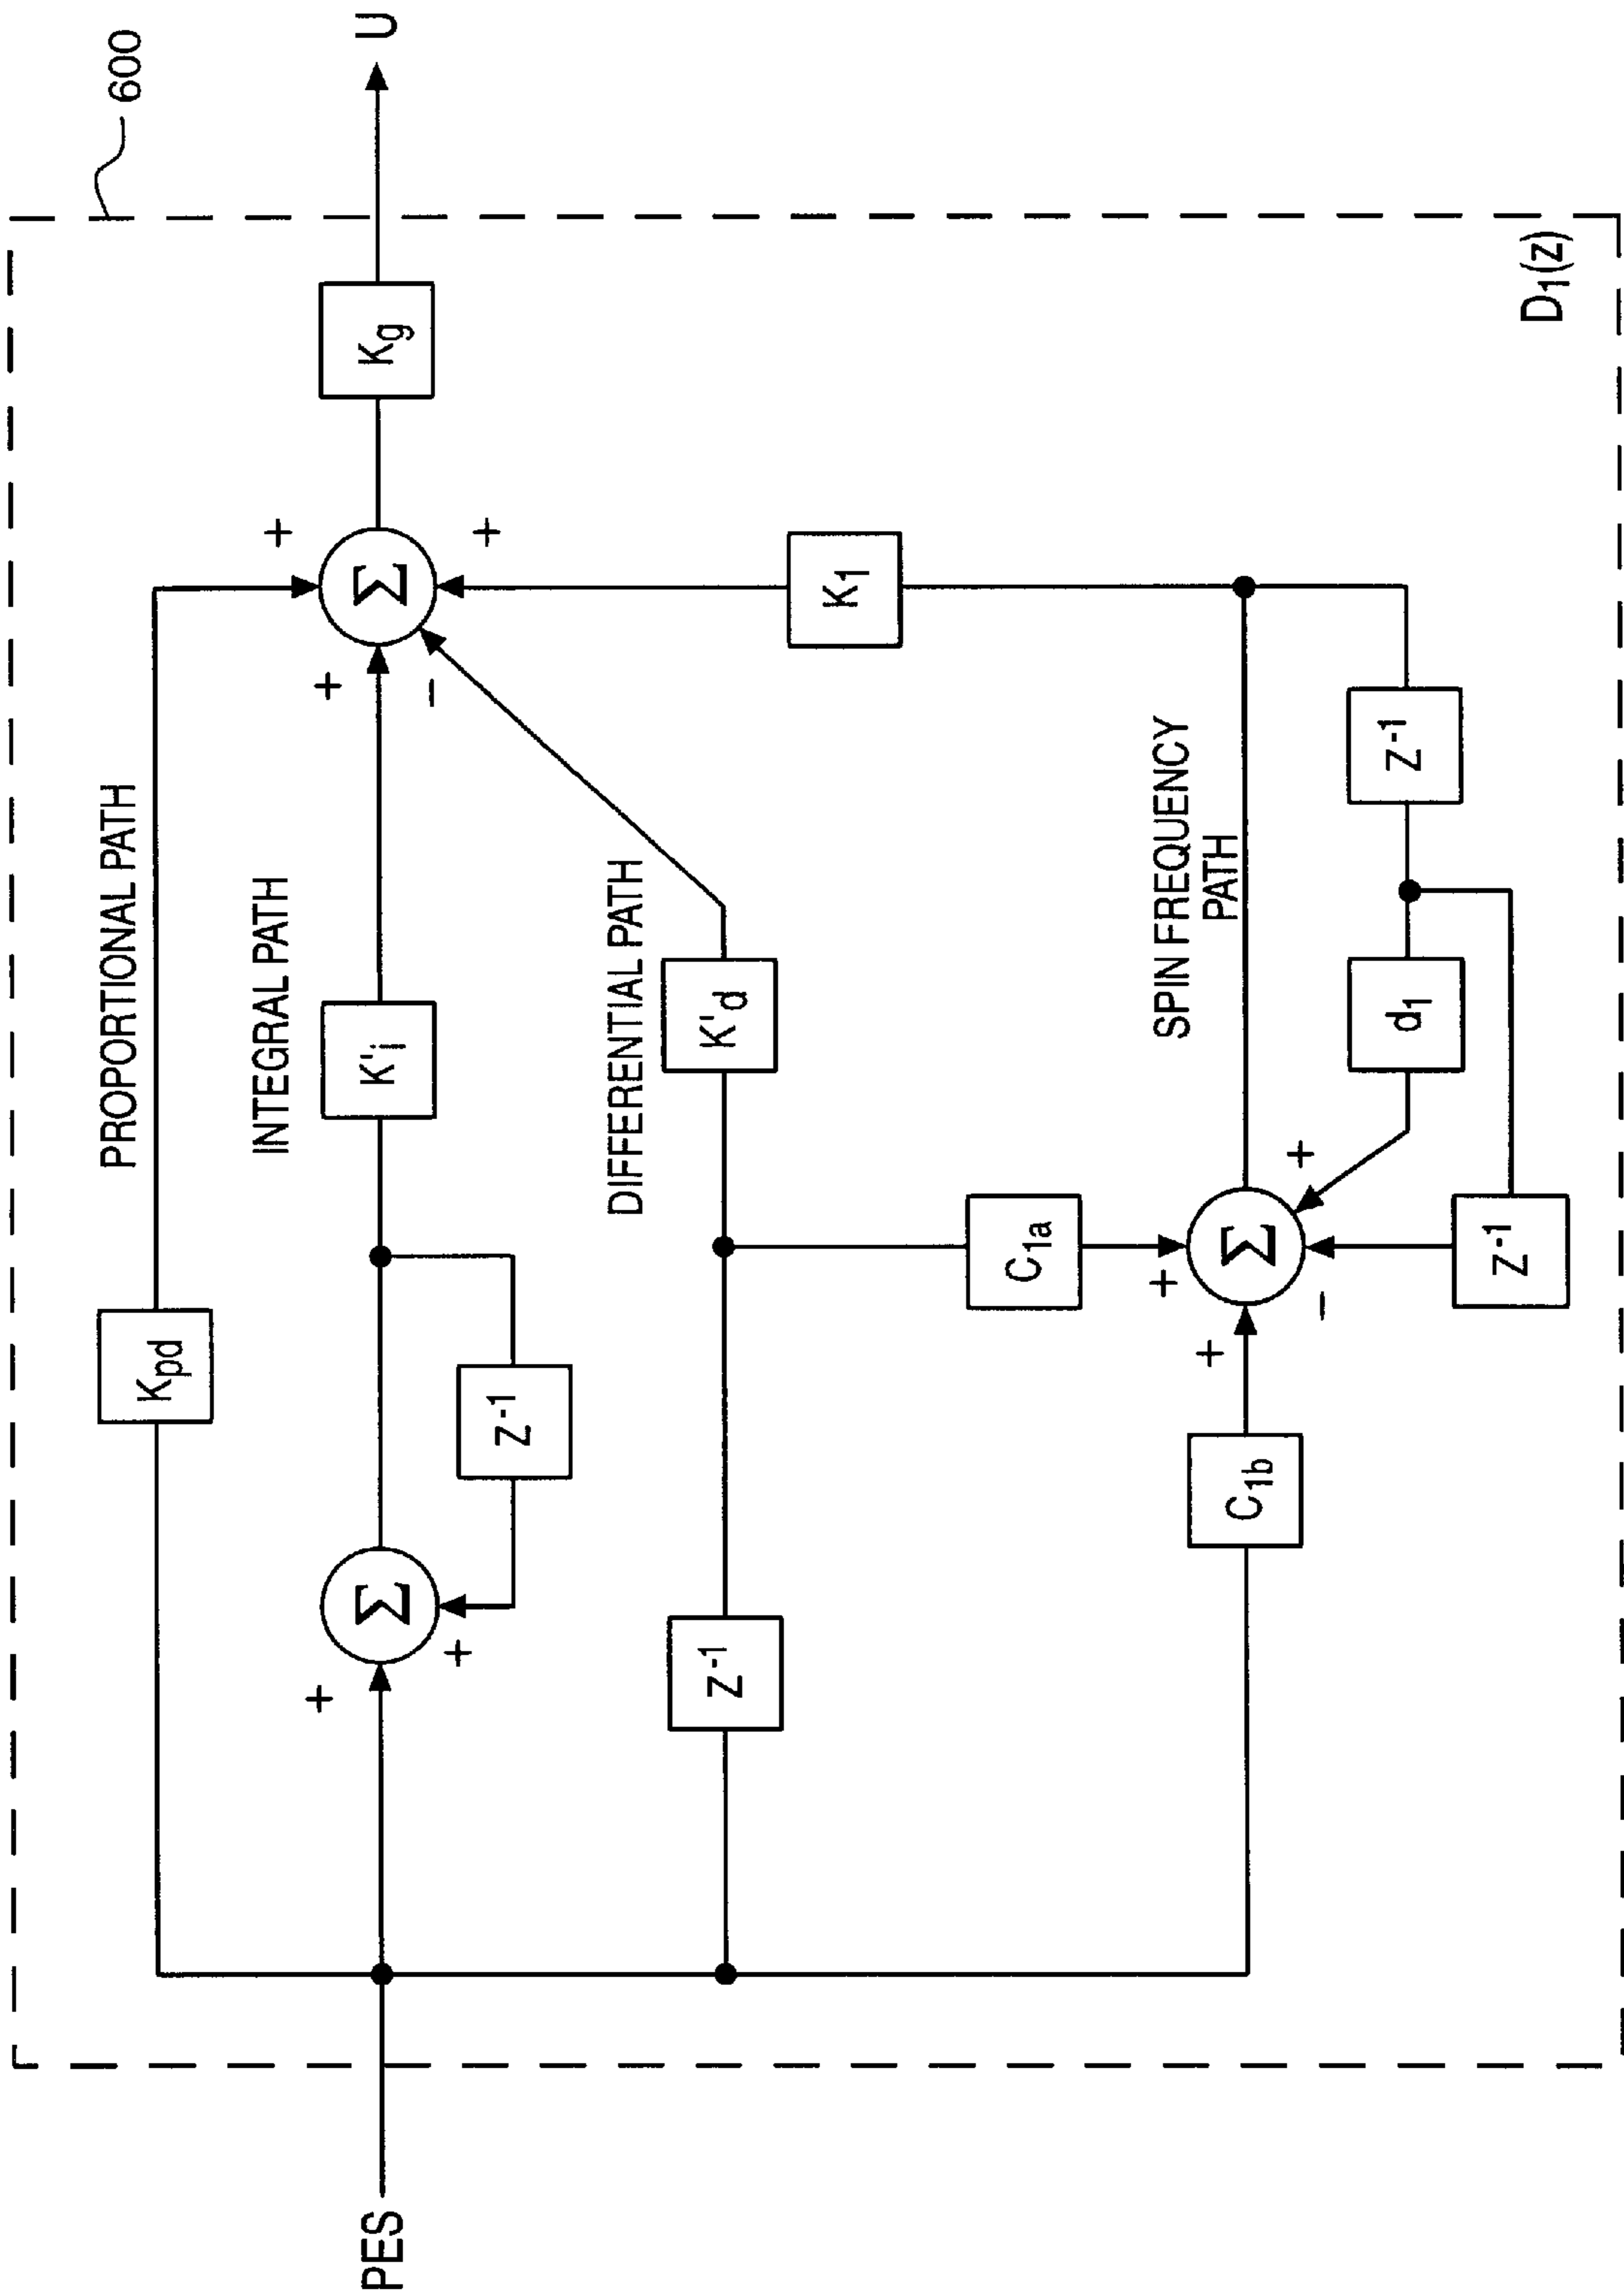 600
PROPORTIONAL PATH
Kpd
+
INTEGRAL PATH
PES
+
Σ
K'i
+
Σ
Kg
U
+
Z-1
-
+
DIFFERENTIAL PATH
Z-1
K'd
K1
C1a
SPIN FREQUENCY
PATH
+
+
C1b
Σ
+
-
d1
Z-1
Z-1
D1(z)